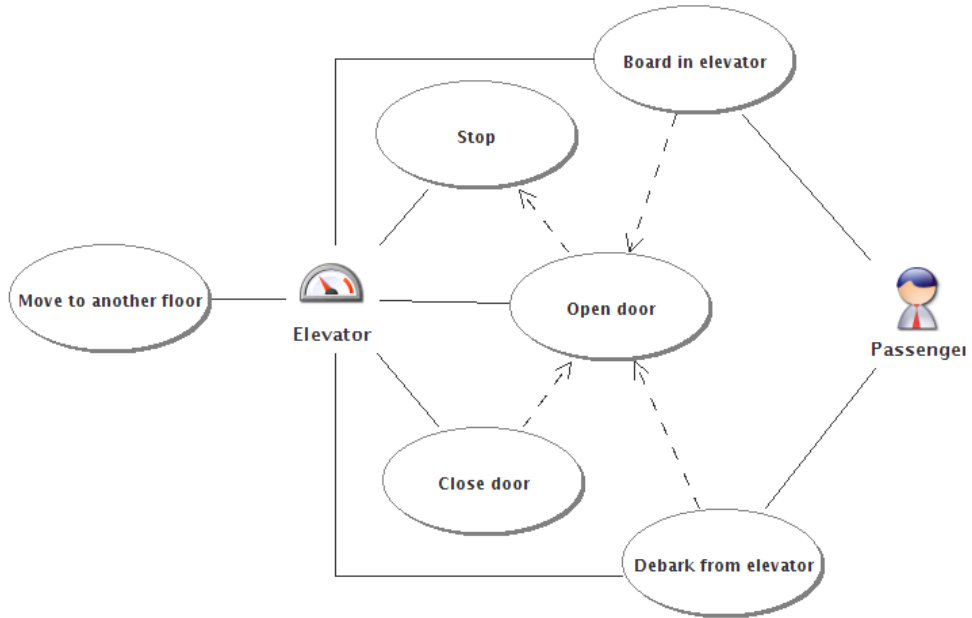 Board in elevator
Stop
Move to another floor
Open door
Elevator
Passenger
Close door
Debark from elevator